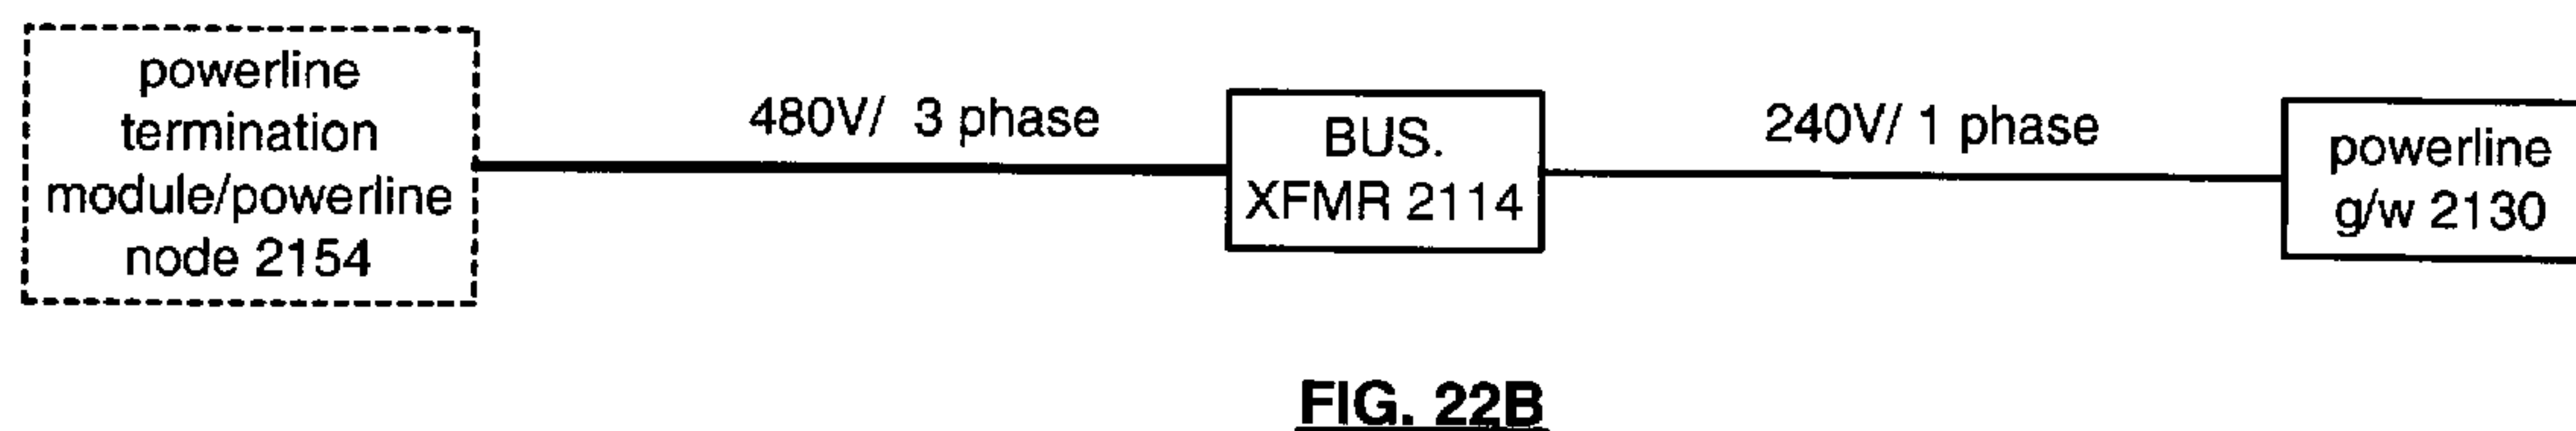 powerline
termination
module/powerline
node 2154
480V/ 3 phase
BUS.
XFMR 2114
240V/ 1 phase
powerline
g/w 2130
FIG. 22B